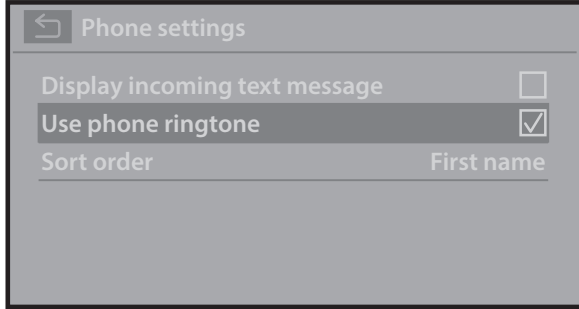 Phone settings
Display incoming text message
Use phone ringtone
Sort order First name